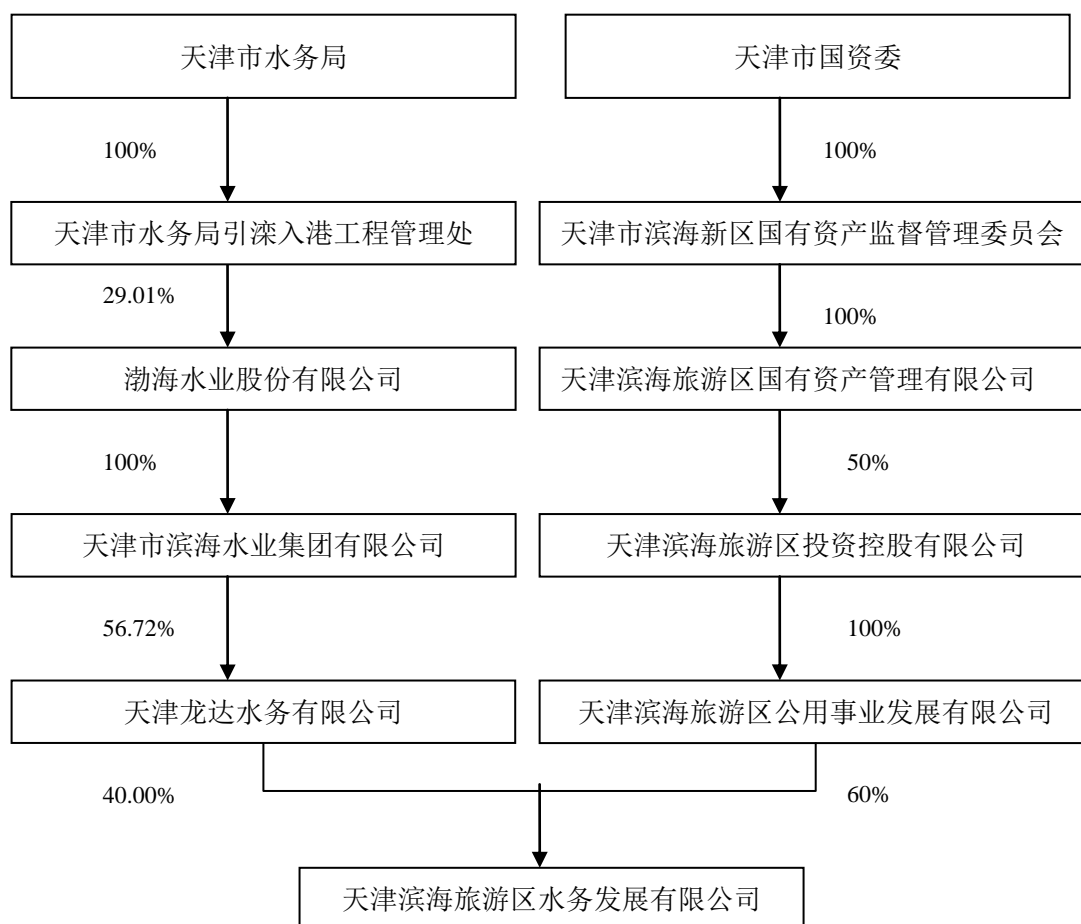 天津市水务局
天津市国资委
100%
100%
天津市水务局引滦入港工程管理处
天津市滨海新区国有资产监督管理委员会
29.01%
100%
渤海水业股份有限公司
天津滨海旅游区国有资产管理有限公司
100%
50%
天津市滨海水业集团有限公司
天津滨海旅游区投资控股有限公司
56.72%
100%
天津龙达水务有限公司
天津滨海旅游区公用事业发展有限公司
40.00%
60%
天津滨海旅游区水务发展有限公司